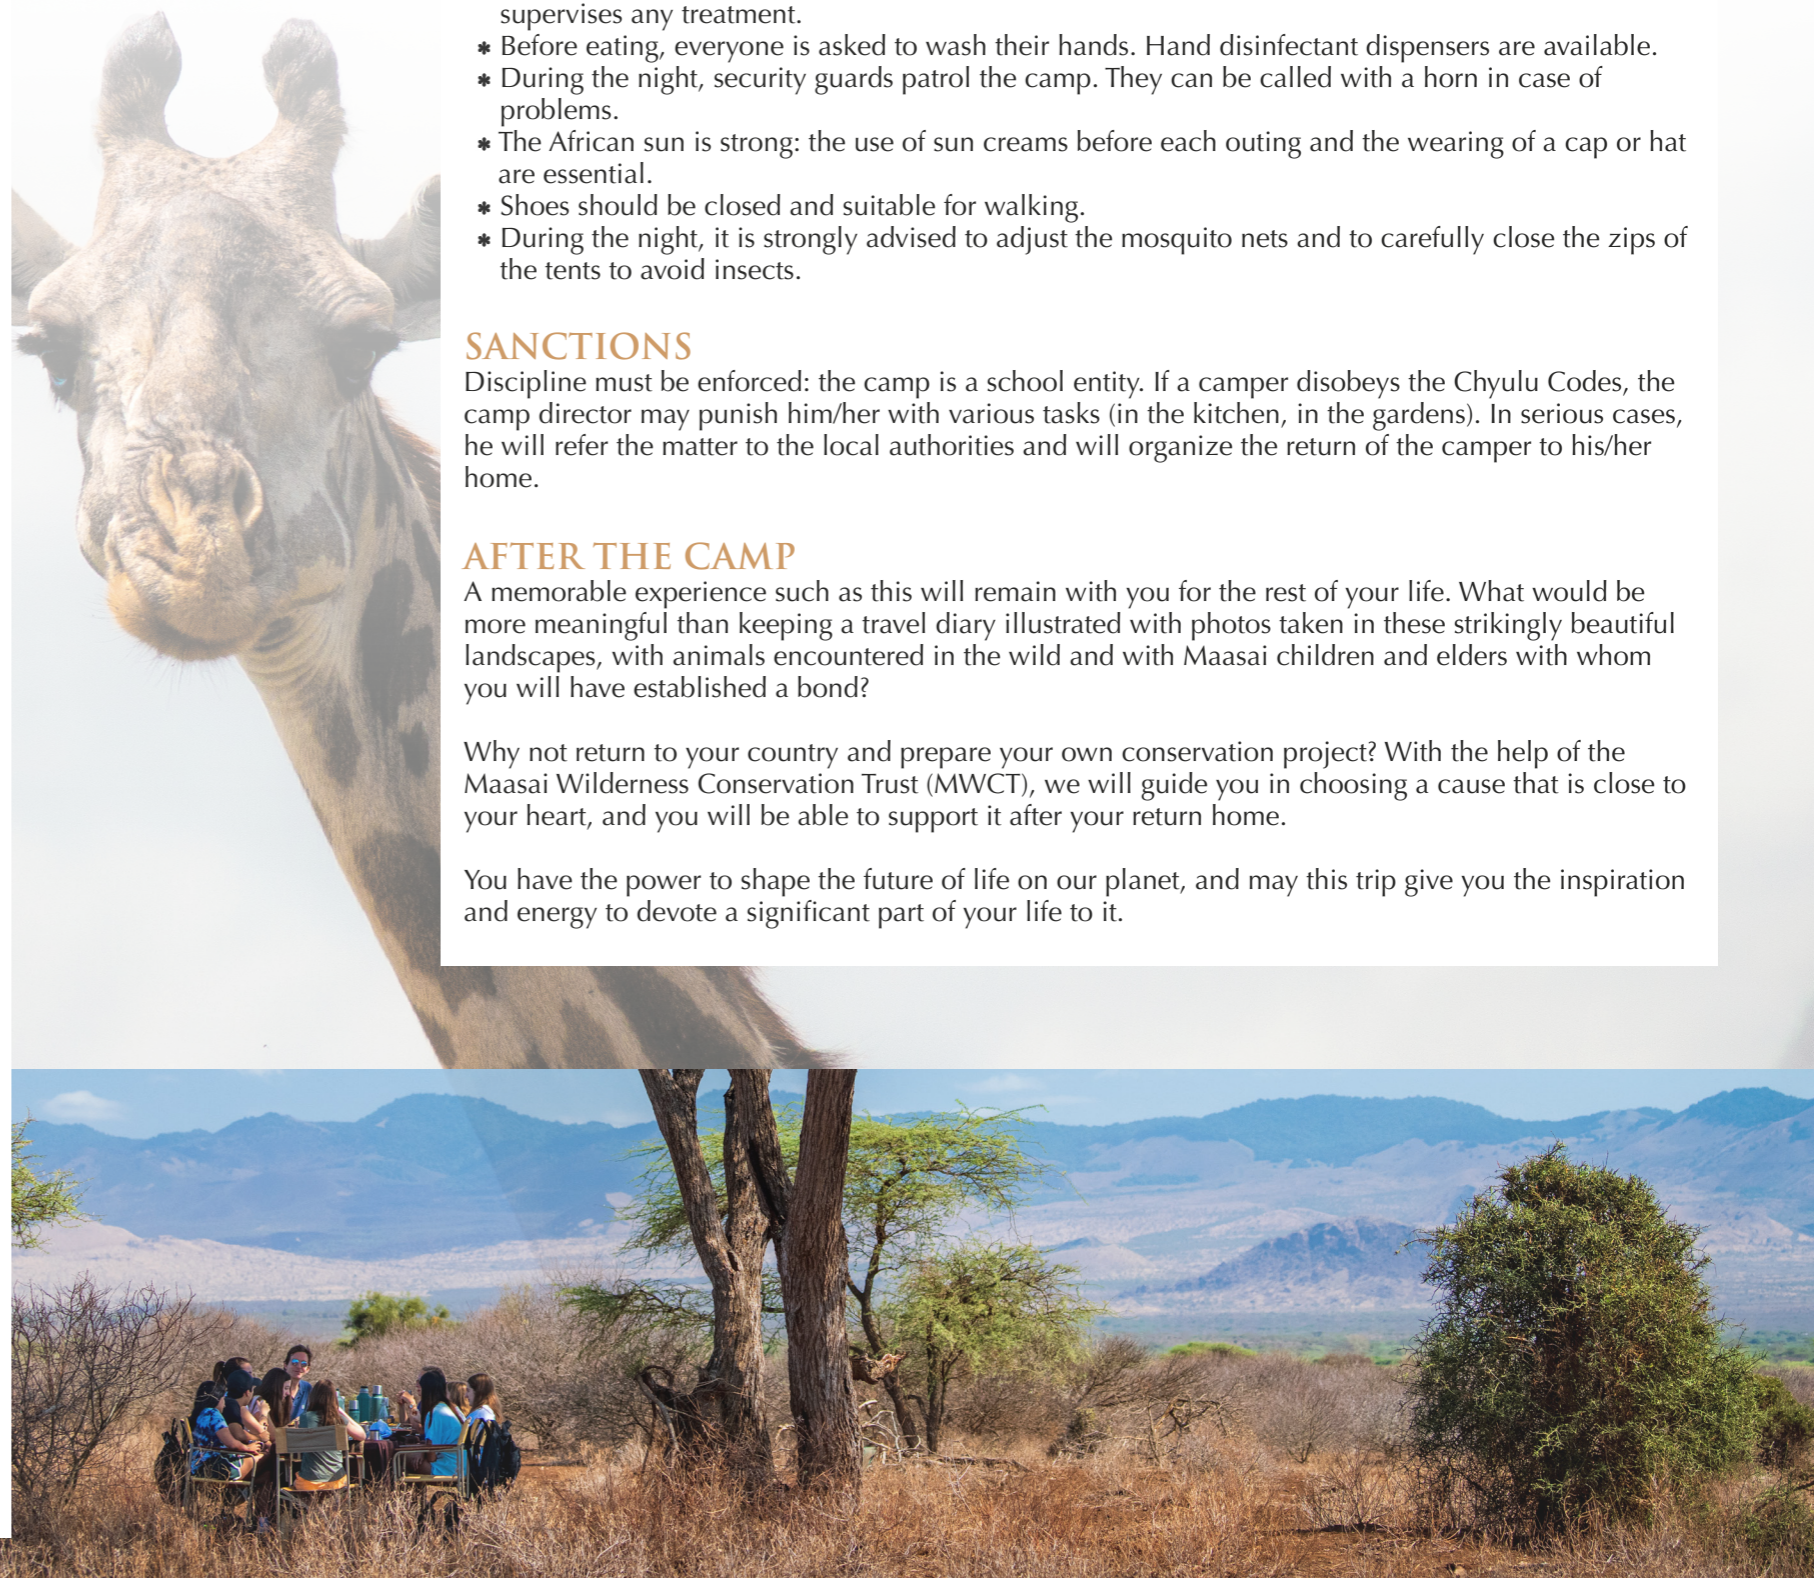 supervises any treatment.
✱ Before eating, everyone is asked to wash their hands. Hand disinfectant dispensers are available.
✱ During the night, security guards patrol the camp. They can be called with a horn in case of
problems.
✱ The African sun is strong: the use of sun creams before each outing and the wearing of a cap or hat
are essential.
✱ Shoes should be closed and suitable for walking.
✱ During the night, it is strongly advised to adjust the mosquito nets and to carefully close the zips of
the tents to avoid insects.
SANCTIONS
Discipline must be enforced: the camp is a school entity. If a camper disobeys the Chyulu Codes, the
camp director may punish him/her with various tasks (in the kitchen, in the gardens). In serious cases,
he will refer the matter to the local authorities and will organize the return of the camper to his/her
home.
AFTER THE CAMP
A memorable experience such as this will remain with you for the rest of your life. What would be
more meaningful than keeping a travel diary illustrated with photos taken in these strikingly beautiful
landscapes, with animals encountered in the wild and with Maasai children and elders with whom
you will have established a bond?
Why not return to your country and prepare your own conservation project? With the help of the
Maasai Wilderness Conservation Trust (MWCT), we will guide you in choosing a cause that is close to
your heart, and you will be able to support it after your return home.
You have the power to shape the future of life on our planet, and may this trip give you the inspiration
and energy to devote a significant part of your life to it.